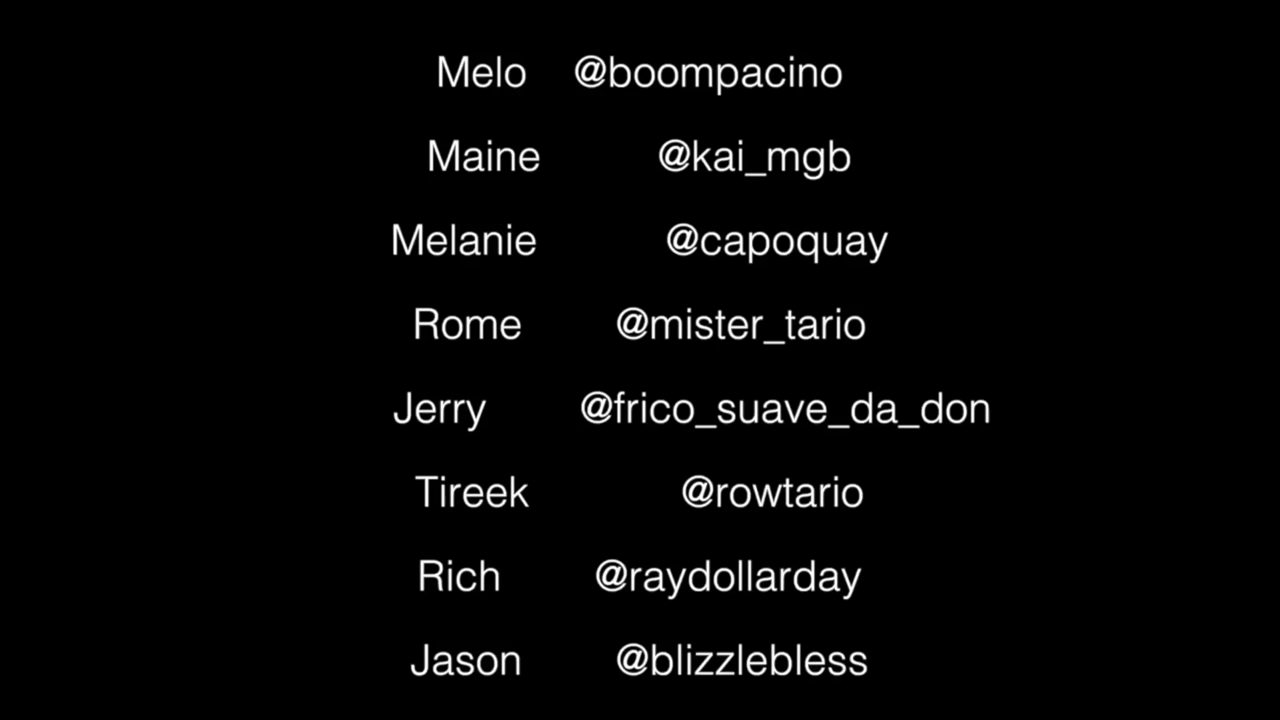 Melo @boompacino
Maine @kai_mgb
Melanie @capoquay
Rome @mister_tario
Jerry @frico_suave_da_don
Tireek @rowtario
Rich @raydollarday
Jason @blizzlebless